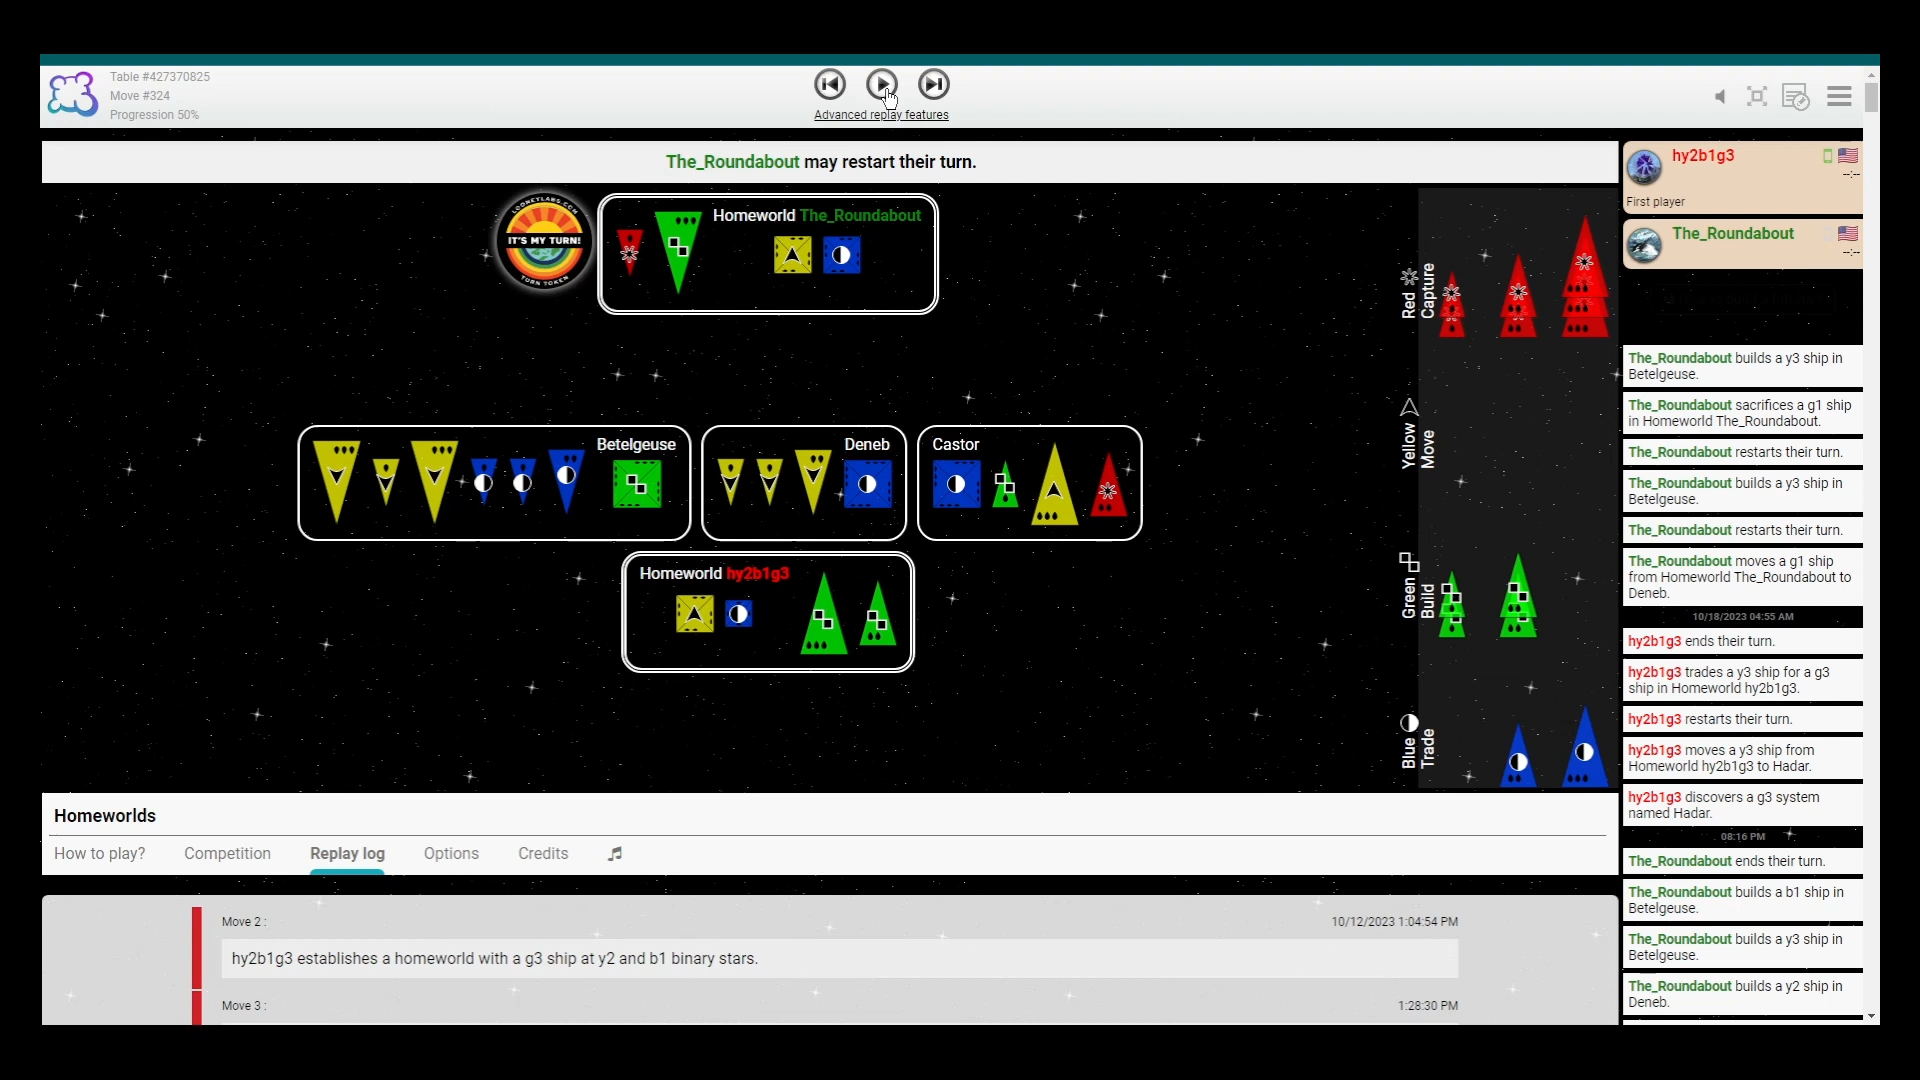 Table #427370825
Move #324
Progression 50%
Advanced replay features
The_Roundabout may restart their turn.
LOONEYLABS.COM
IT'S MY TURN!
TURN TOKEN
Homeworld The_Roundabout
Betelgeuse
Deneb
Castor
Homeworld hy2b1g3
Red
Capture
Yellow
Move
Green
Build
Blue
Trade
hy2b1g3
--:--
First player
The_Roundabout
--:--
The_Roundabout builds a y3 ship in
Betelgeuse.
The_Roundabout sacrifices a g1 ship
in Homeworld The_Roundabout.
The_Roundabout restarts their turn.
The_Roundabout builds a y3 ship in
Betelgeuse.
The_Roundabout restarts their turn.
The_Roundabout moves a g1 ship
from Homeworld The_Roundabout to
Deneb.
10/18/2023 04:55 AM
hy2b1g3 ends their turn.
hy2b1g3 trades a y3 ship for a g3
ship in Homeworld hy2b1g3.
hy2b1g3 restarts their turn.
hy2b1g3 moves a y3 ship from
Homeworld hy2b1g3 to Hadar.
hy2b1g3 discovers a g3 system
named Hadar.
08:16 PM
The_Roundabout ends their turn.
The_Roundabout builds a b1 ship in
Betelgeuse.
The_Roundabout builds a y3 ship in
Betelgeuse.
The_Roundabout builds a y2 ship in
Deneb.
Homeworlds
How to play?
Competition
Replay log
Options
Credits
Move 2 :
10/12/2023 1:04:54 PM
hy2b1g3 establishes a homeworld with a g3 ship at y2 and b1 binary stars.
Move 3 :
1:28:30 PM